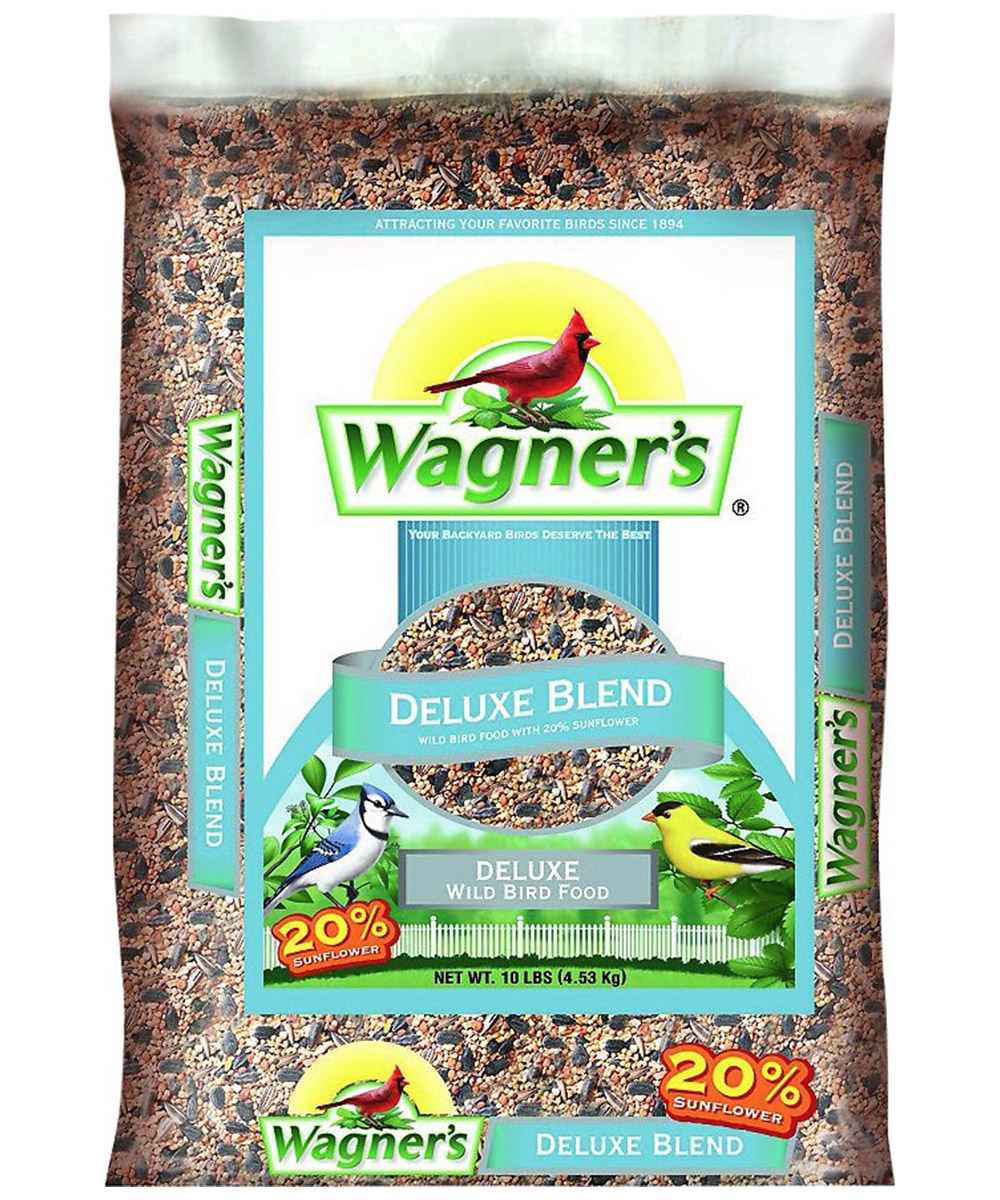 ATTRACTING YOUR FAVORITE BIRDS SINCE 1894
Wagner's
®
YOUR BACKYARD BIRDS DESERVE THE BEST
DELUXE BLEND
WILD BIRD FOOD WITH 20% SUNFLOWER
DELUXE
WILD BIRD FOOD
20%
SUNFLOWER
NET WT. 10 LBS (4.53 Kg)
Wagner's
DELUXE BLEND
DELUXE BLEND
Wagner's
20%
SUNFLOWER
Wagner's
DELUXE BLEND